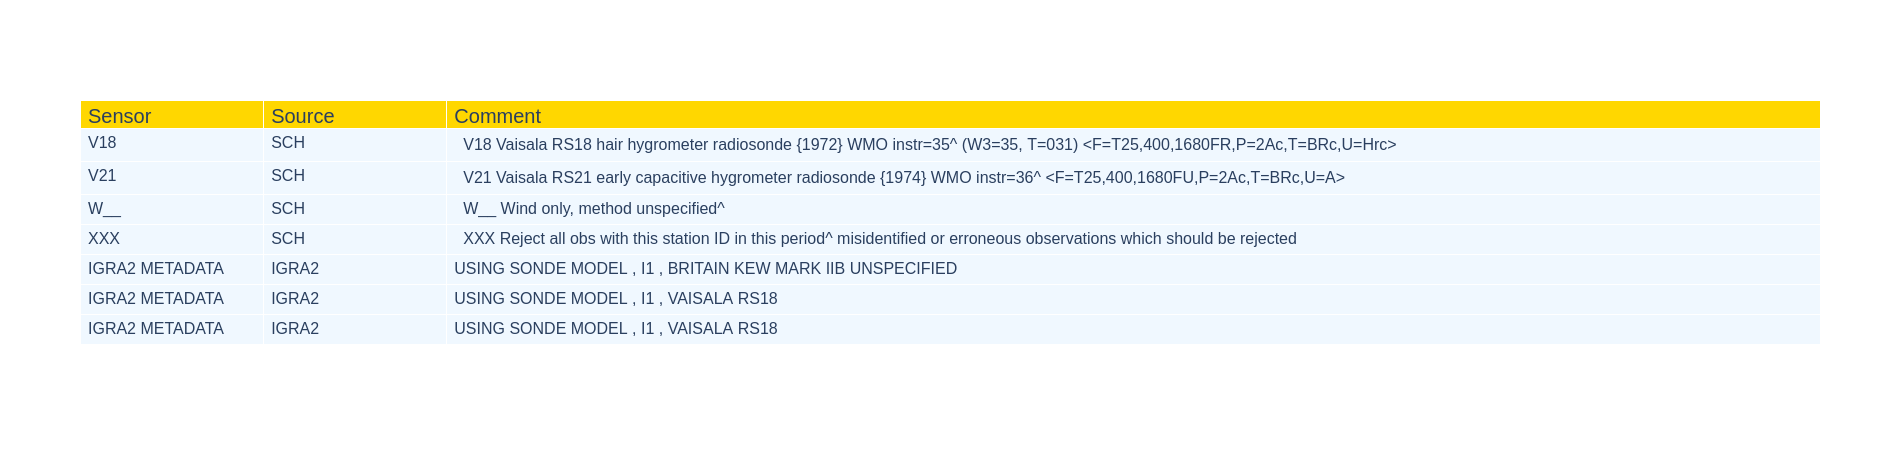 Sensor Source Comment
V18 SCH V18 Vaisala RS18 hair hygrometer radiosonde {1972} WMO instr=35^ (W3=35, T=031) <F=T25,400,1680FR,P=2Ac,T=BRc,U=Hrc>
V21 SCH V21 Vaisala RS21 early capacitive hygrometer radiosonde {1974} WMO instr=36^ <F=T25,400,1680FU,P=2Ac,T=BRc,U=A>
W__ SCH W__ Wind only, method unspecified^
XXX SCH XXX Reject all obs with this station ID in this period^ misidentified or erroneous observations which should be rejected
IGRA2 METADATA IGRA2 USING SONDE MODEL , I1 , BRITAIN KEW MARK IIB UNSPECIFIED
IGRA2 METADATA IGRA2 USING SONDE MODEL , I1 , VAISALA RS18
IGRA2 METADATA IGRA2 USING SONDE MODEL , I1 , VAISALA RS18